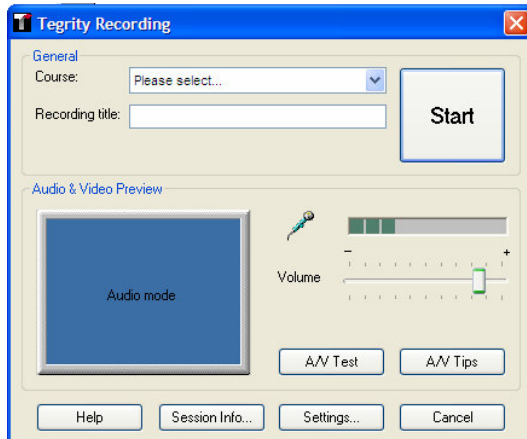 Tegrity Recording
General
Course:
Please select...
Recording title:
Start
Audio & Video Preview
Audio mode
- +
Volume
A/V Test
A/V Tips
Help
Session Info...
Settings...
Cancel